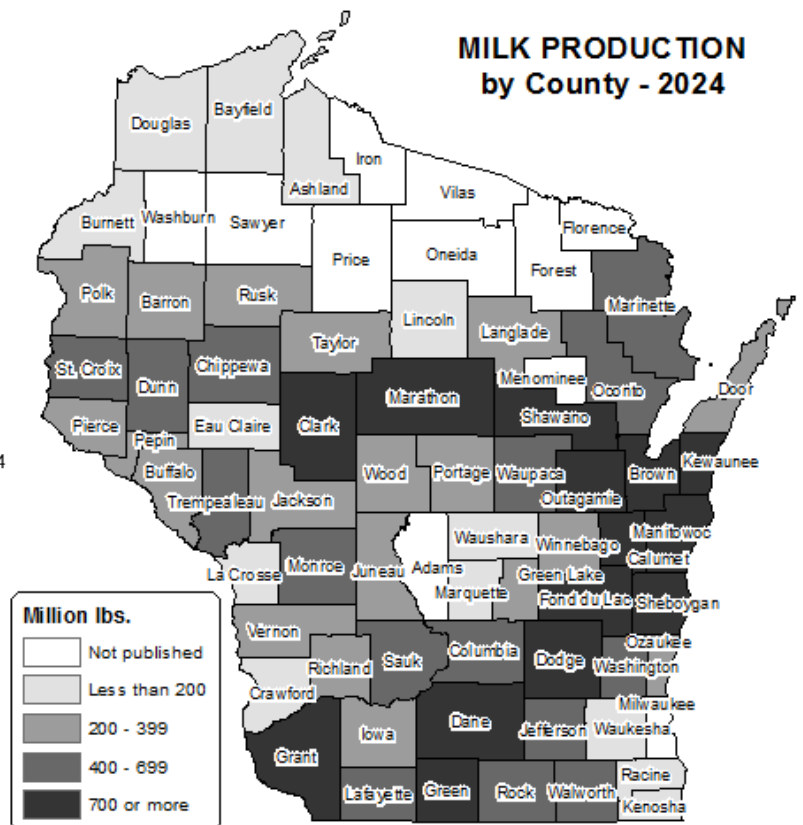 MILK PRODUCTION
by County - 2024
Douglas
Bayfield
Iron
Ashland
Vilas
Burnett
Washburn
Sawyer
Florence
Price
Oneida
Forest
Polk
Barron
Rusk
Marinette
Lincoln
Langlade
Taylor
St. Croix
Dunn
Chippewa
Menominee
Oconto
Door
Marathon
Shawano
Pierce
Pepin
Eau Claire
Clark
Buffalo
Wood
Portage
Waupaca
Brown
Kewaunee
4
Trempealeau
Jackson
Outagamie
Manitowoc
Waushara
Winnebago
Calumet
La Crosse
Monroe
Juneau
Adams
Marquette
Green Lake
Fond du Lac
Sheboygan
Vernon
Richland
Sauk
Columbia
Dodge
Ozaukee
Washington
Crawford
Milwaukee
Grant
Iowa
Dane
Jefferson
Waukesha
Lafayette
Green
Rock
Walworth
Racine
Kenosha
Million lbs.
Not published
Less than 200
200 - 399
400 - 699
700 or more